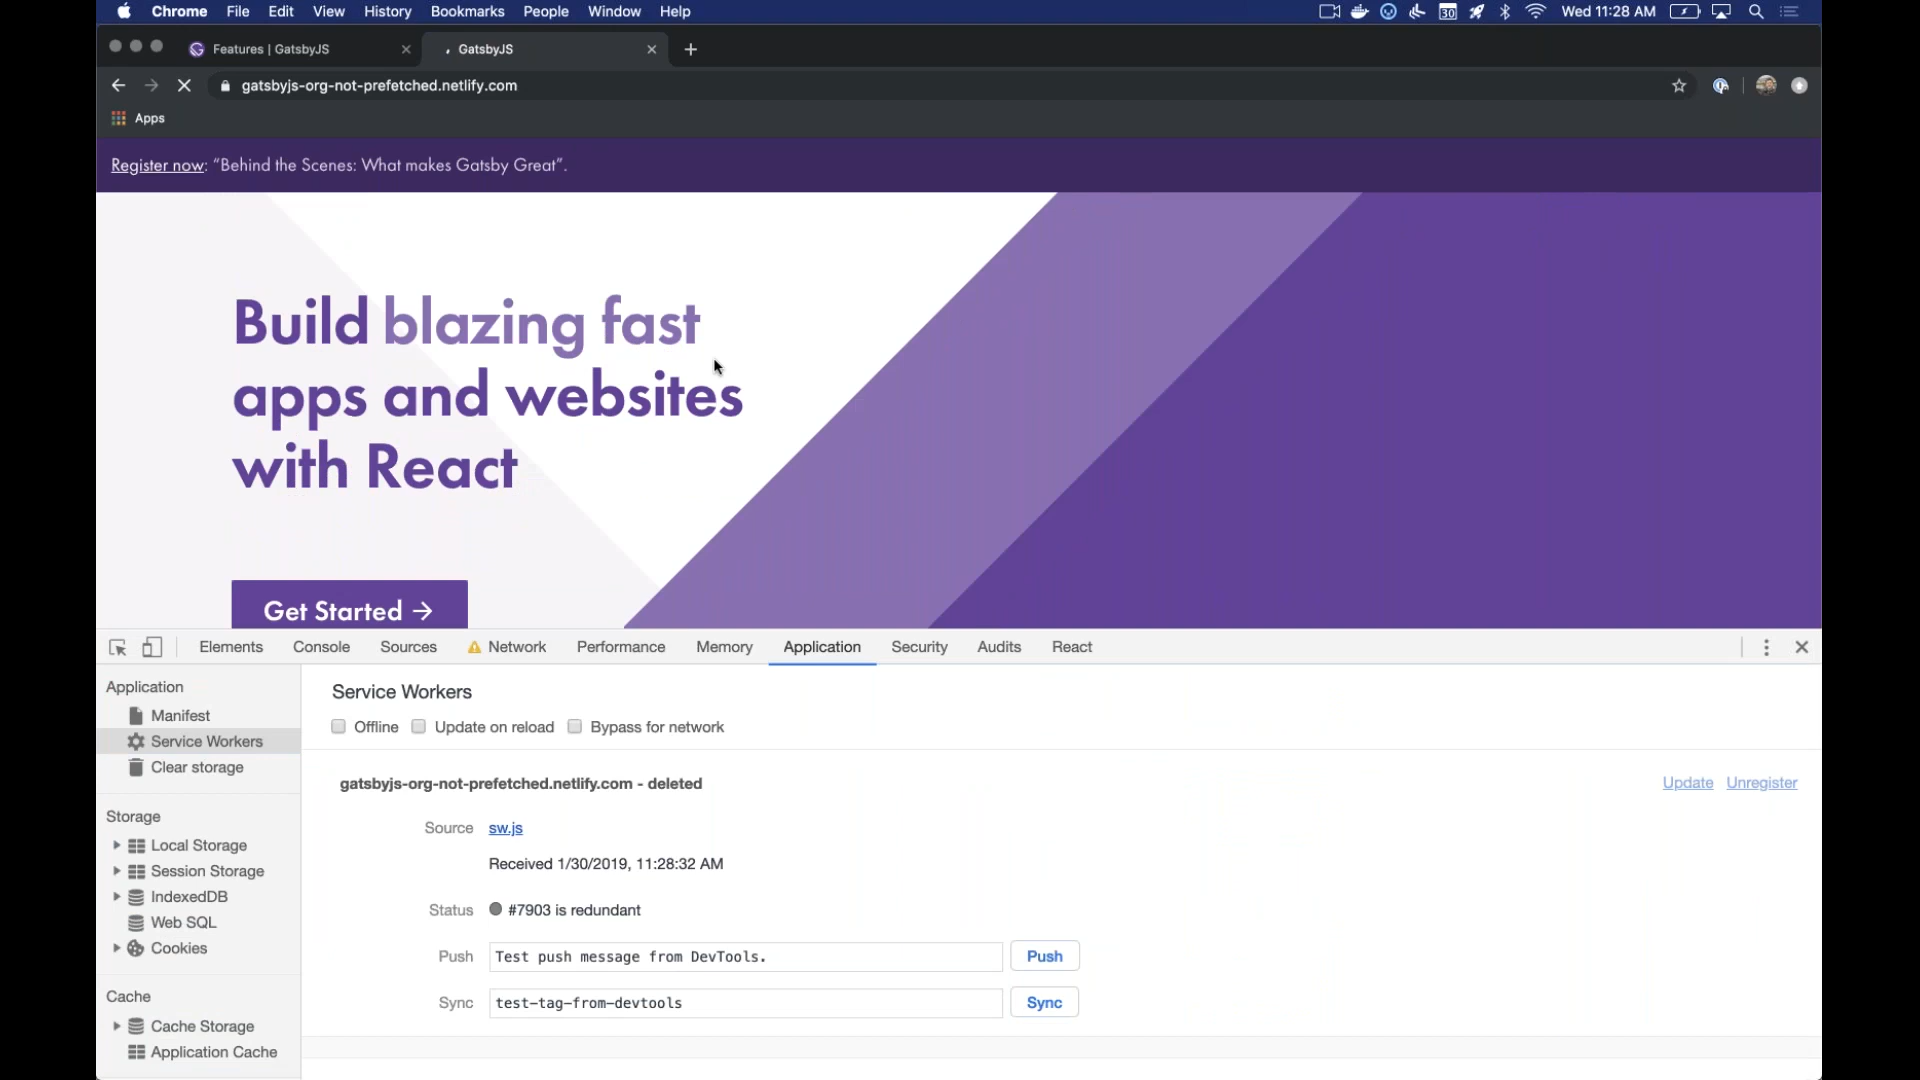 Chrome File Edit View History Bookmarks People Window Help
30 Wed 11:28 AM
Features | GatsbyJS
GatsbyJS
gatsbyjs-org-not-prefetched.netlify.com
Apps
Register now: “Behind the Scenes: What makes Gatsby Great”.
Build blazing fast
apps and websites
with React
Get Started →
Elements Console Sources Network Performance Memory Application Security Audits React
Application
Manifest
Service Workers
Clear storage
Storage
Local Storage
Session Storage
IndexedDB
Web SQL
Cookies
Cache
Cache Storage
Application Cache
Service Workers
Offline Update on reload Bypass for network
gatsbyjs-org-not-prefetched.netlify.com - deleted
Update Unregister
Source sw.js
Received 1/30/2019, 11:28:32 AM
Status #7903 is redundant
Push Test push message from DevTools. Push
Sync test-tag-from-devtools Sync